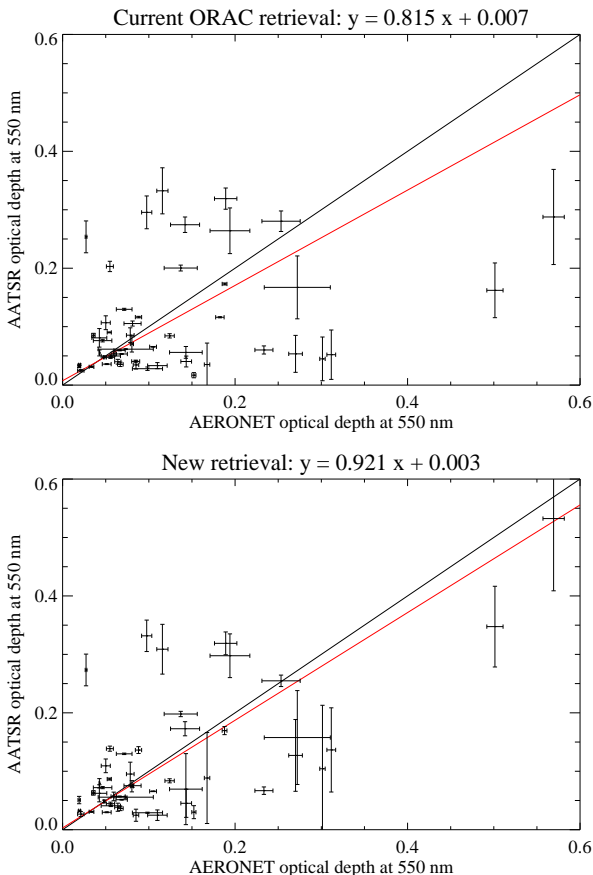 Current ORAC retrieval: y = 0.815 x + 0.007
0.6
0.4
0.2
0.0
AATSR optical depth at 550 nm
0.0 0.2 0.4 0.6
AERONET optical depth at 550 nm
New retrieval: y = 0.921 x + 0.003
0.6
0.4
0.2
0.0
AATSR optical depth at 550 nm
0.0 0.2 0.4 0.6
AERONET optical depth at 550 nm